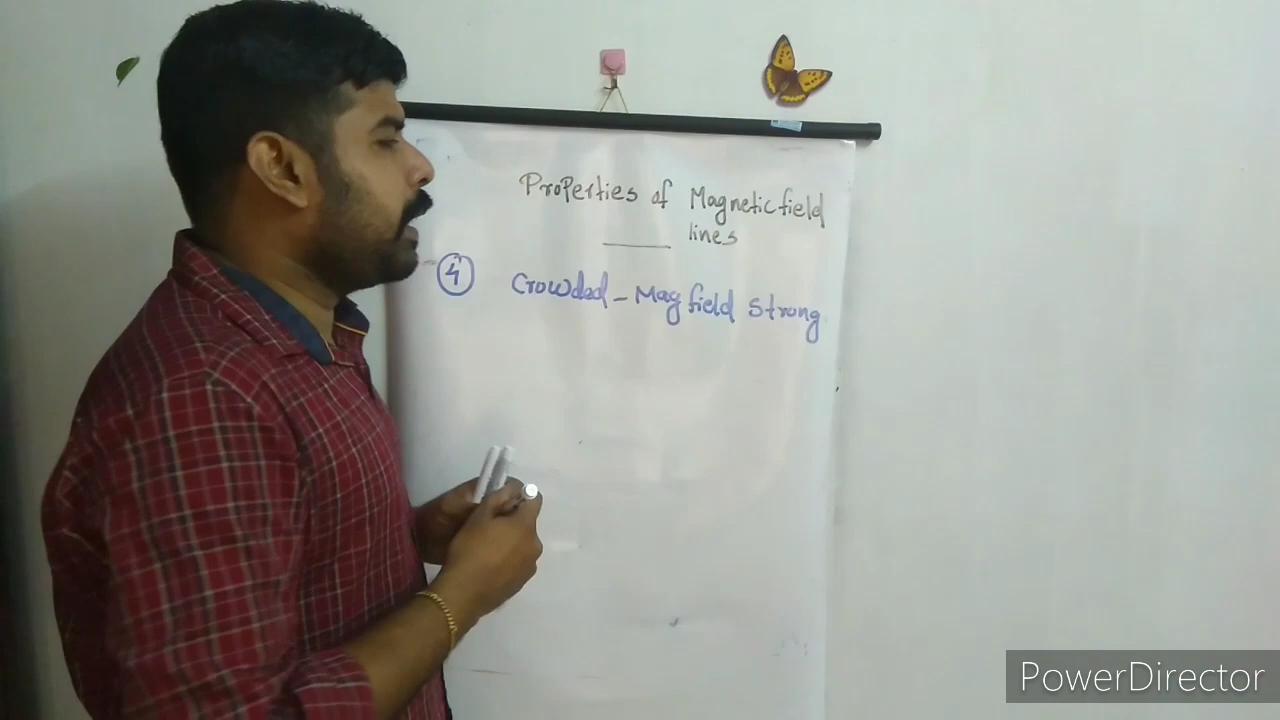 Properties of Magnetic field
lines
4 Crowded - Mag field Strong
PowerDirector